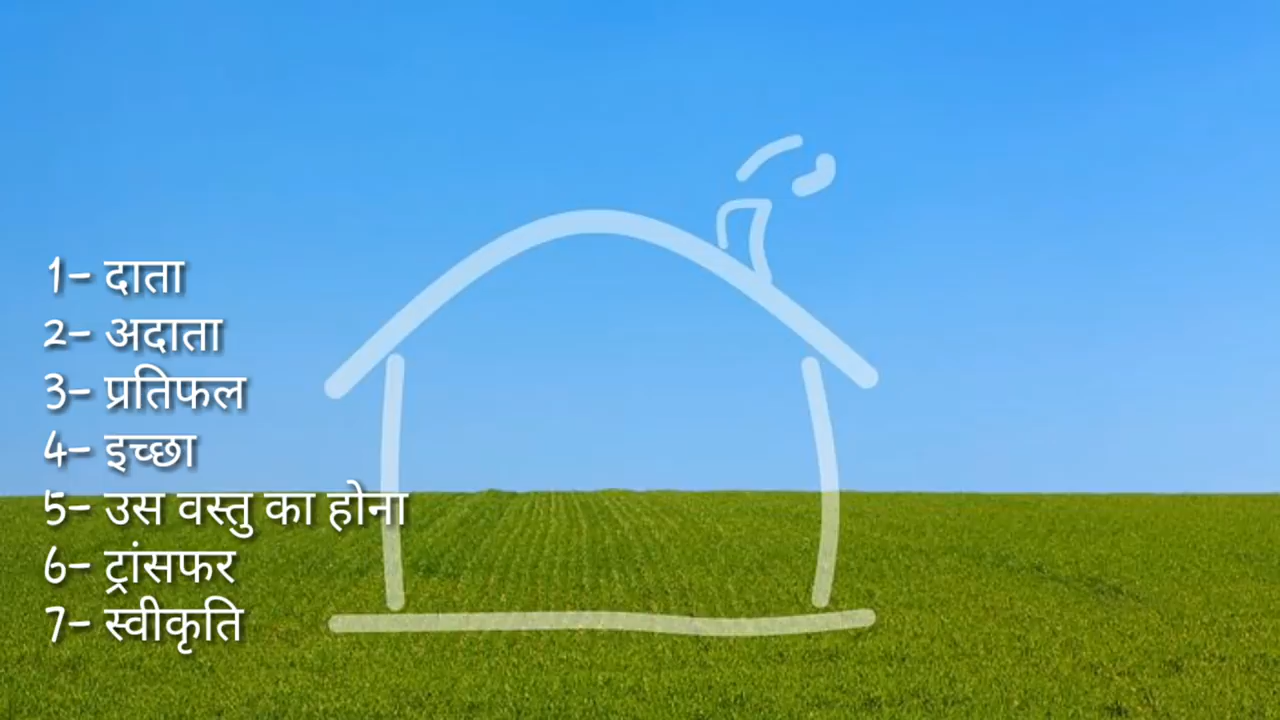 1- दाता
2- अदाता
3- प्रतिफल
4- इच्छा
5- उस वस्तु का होना
6- ट्रांसफर
7- स्वीकृति